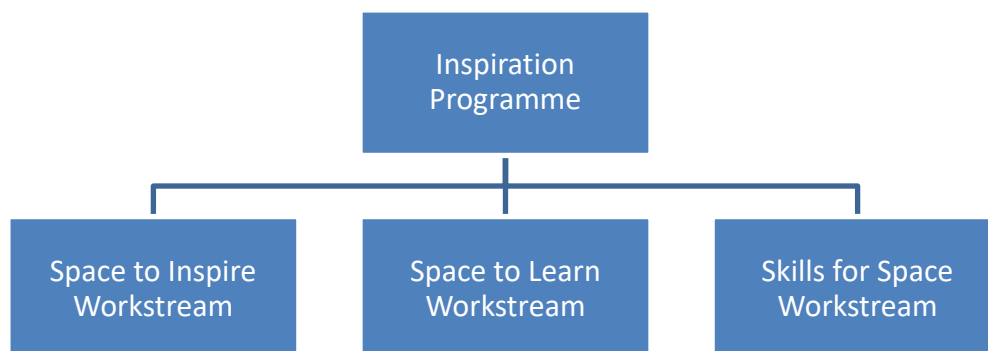 Inspiration
Programme
Space to Inspire
Workstream
Space to Learn
Workstream
Skills for Space
Workstream